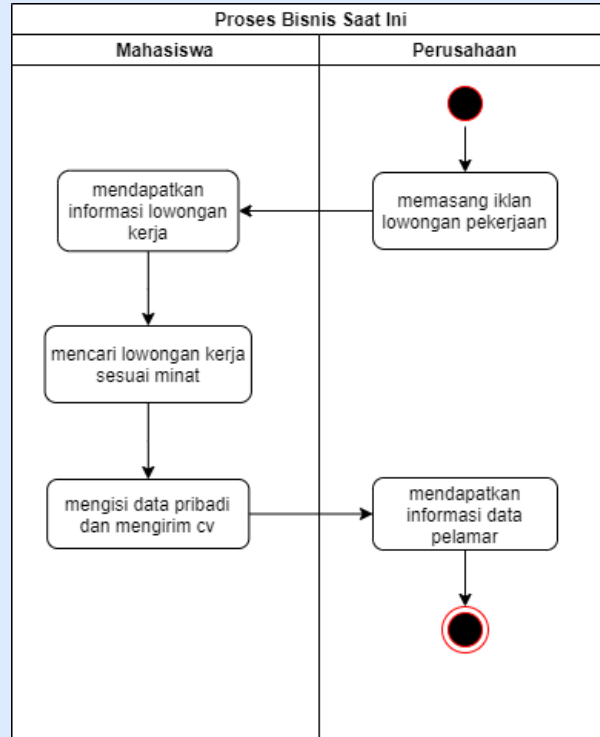 Proses Bisnis Saat Ini
Mahasiswa
Perusahaan
memasang iklan
lowongan pekerjaan
mendapatkan
informasi lowongan
kerja
mencari lowongan kerja
sesuai minat
mengisi data pribadi
dan mengirim cv
mendapatkan
informasi data
pelamar